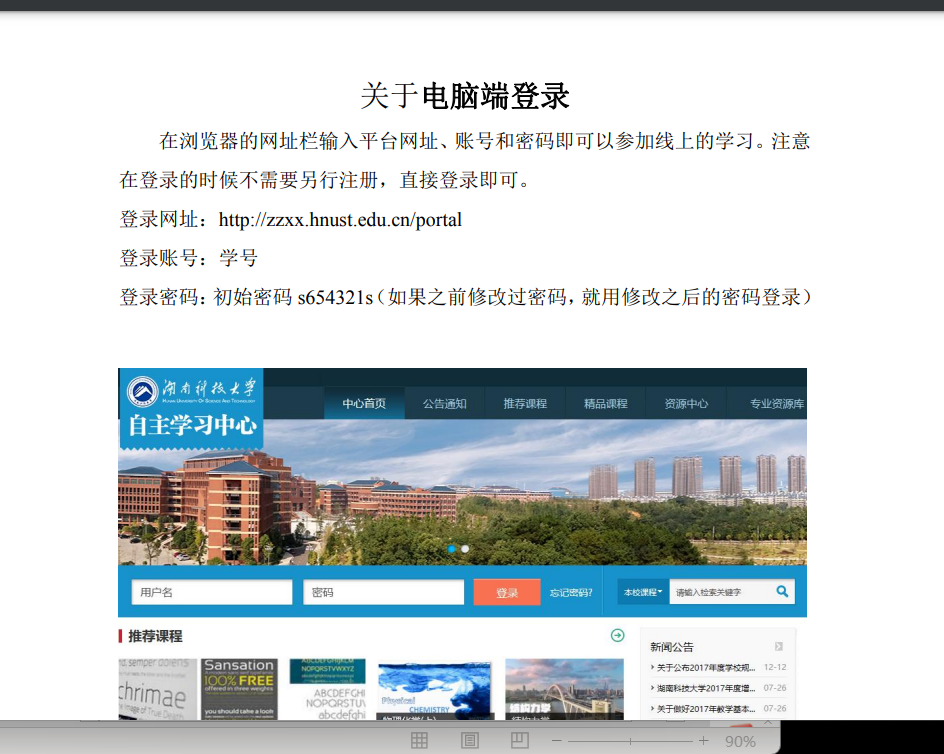 关于电脑端登录
在浏览器的网址栏输入平台网址、账号和密码即可以参加线上的学习。注意
在登录的时候不需要另行注册，直接登录即可。
登录网址：http://zzxx.hnust.edu.cn/portal
登录账号：学号
登录密码：初始密码 s654321s（如果之前修改过密码，就用修改之后的密码登录）
湖南科技大学
Hunan University Of Science And Technology
自主学习中心
中心首页 公告通知 推荐课程 精品课程 资源中心 专业资源库
用户名 密码 登录 忘记密码? 本校课程 请输入检索关键字
推荐课程
新闻公告
关于公布2017年度学校规... 12-12
湖南科技大学2017年度增... 07-26
关于做好2017年教学基本... 07-26
Sansation
100% FREE
offered in three weights
you should take a look
chrimae
NOPQRSTVWXYZ
ABCDEFGHI
NOPQRSTUV
abcdefghi
Physical
CHEMISTRY
90%